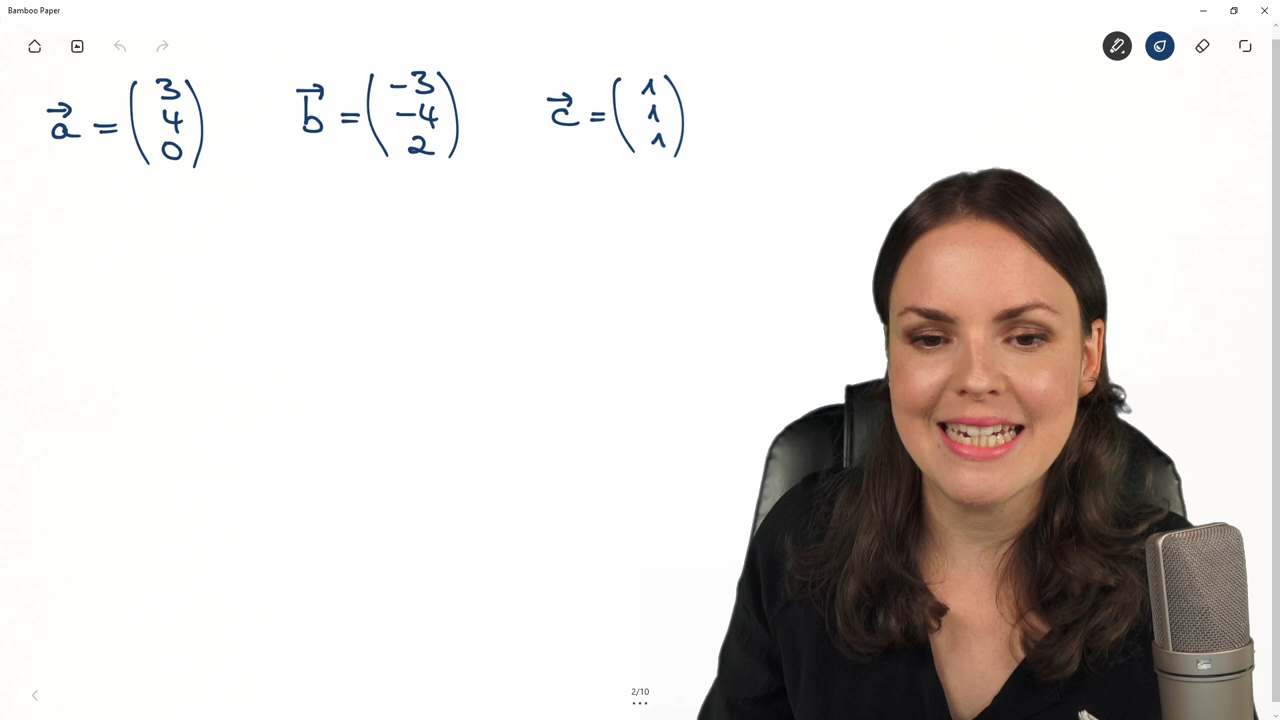 Bamboo Paper
→a = (3 4 0) →b = (-3 -4 2) →c = (1 1 1)
2/10